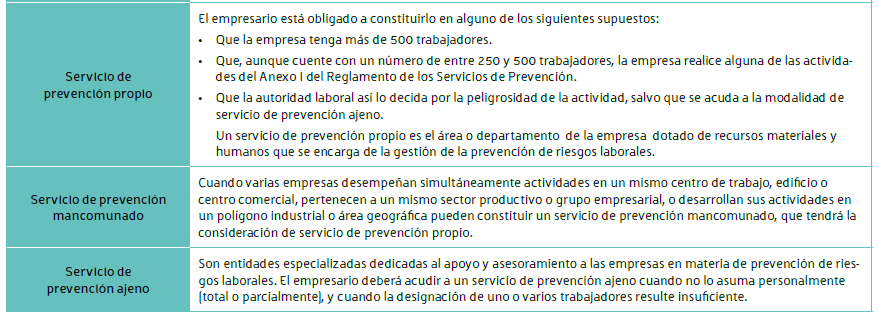 Servicio de
prevención propio
El empresario está obligado a constituirlo en alguno de los siguientes supuestos:
• Que la empresa tenga más de 500 trabajadores.
• Que, aunque cuente con un número de entre 250 y 500 trabajadores, la empresa realice alguna de las activida-
des del Anexo I del Reglamento de los Servicios de Prevención.
• Que la autoridad laboral así lo decida por la peligrosidad de la actividad, salvo que se acuda a la modalidad de
servicio de prevención ajeno.
Un servicio de prevención propio es el área o departamento de la empresa dotado de recursos materiales y
humanos que se encarga de la gestión de la prevención de riesgos laborales.
Servicio de prevención
mancomunado
Cuando varias empresas desempeñan simultáneamente actividades en un mismo centro de trabajo, edificio o
centro comercial, pertenecen a un mismo sector productivo o grupo empresarial, o desarrollan sus actividades en
un polígono industrial o área geográfica pueden constituir un servicio de prevención mancomunado, que tendrá la
consideración de servicio de prevención propio.
Servicio de
prevención ajeno
Son entidades especializadas dedicadas al apoyo y asesoramiento a las empresas en materia de prevención de ries-
gos laborales. El empresario deberá acudir a un servicio de prevención ajeno cuando no lo asuma personalmente
(total o parcialmente), y cuando la designación de uno o varios trabajadores resulte insuficiente.